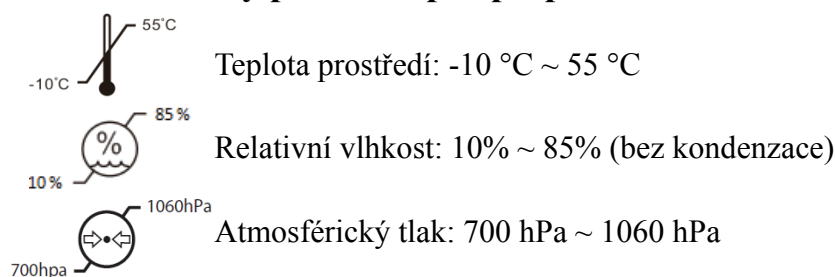 55°C
-10°C
Teplota prostředí: -10 °C ~ 55 °C
85 %
%
10 %
Relativní vlhkost: 10% ~ 85% (bez kondenzace)
1060hPa
700hpa
Atmosférický tlak: 700 hPa ~ 1060 hPa